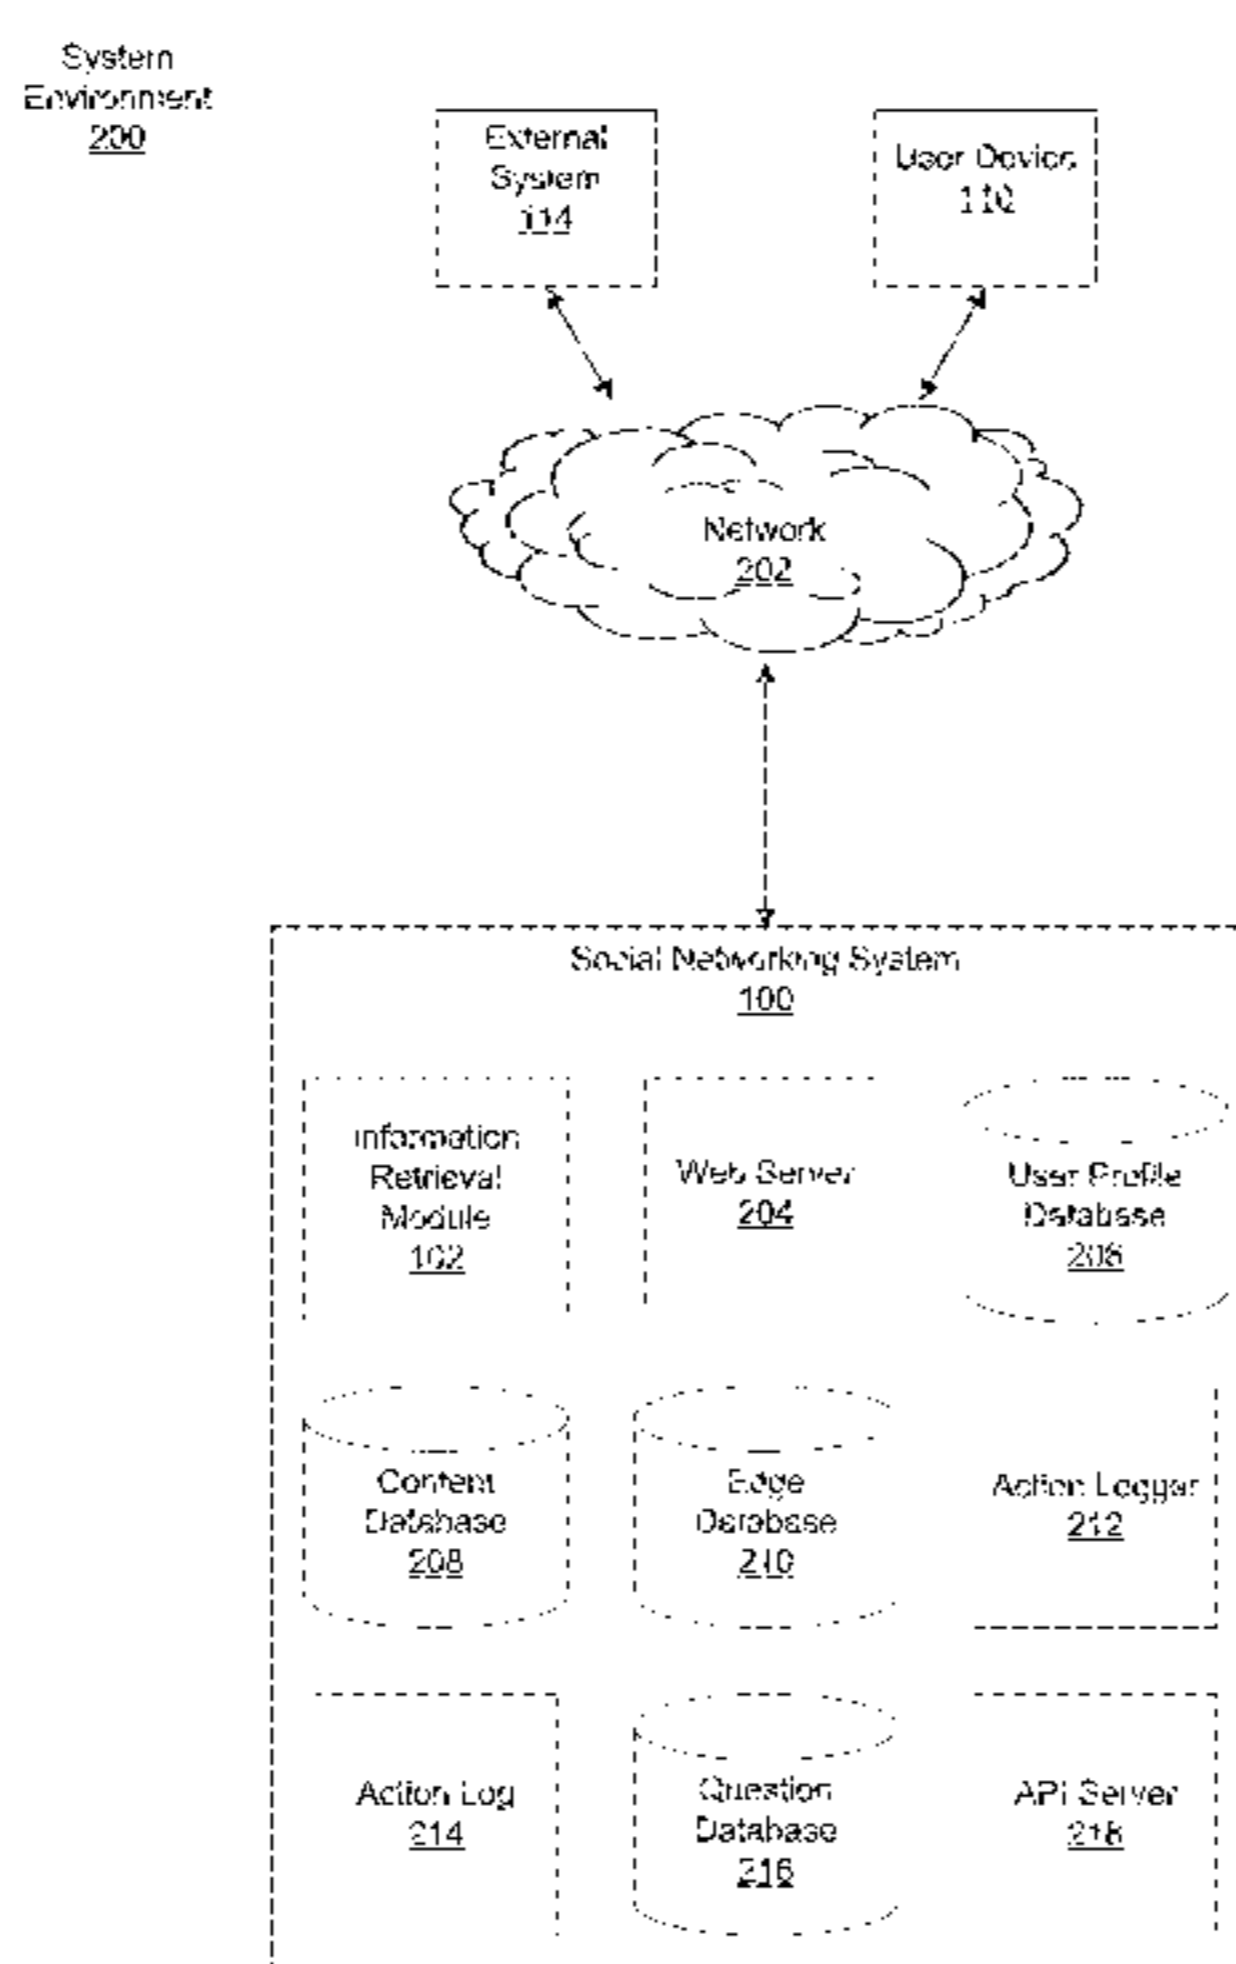 System
Environment
200
External
System
114
User Device
110
Network
202
Social Networking System
100
Information
Retrieval
Module
102
Web Server
204
User Profile
Database
206
Content
Database
208
Edge
Database
210
Action Logger
212
Action Log
214
Question
Database
216
API Server
218